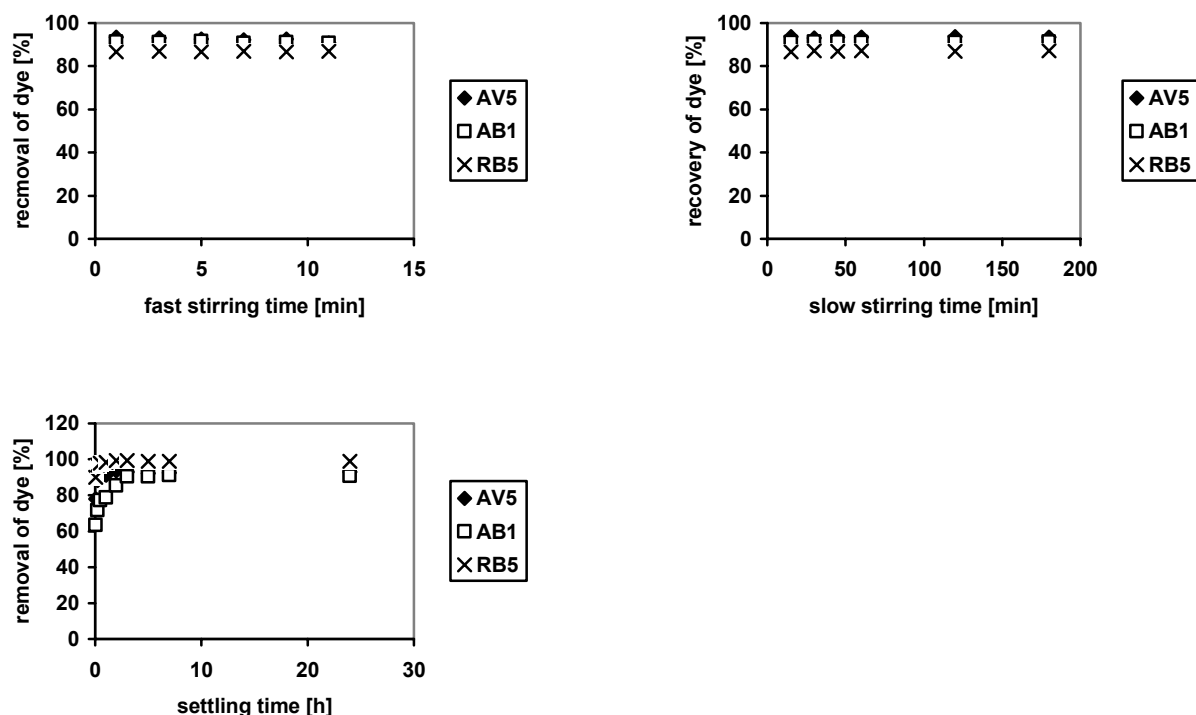 recmoval of dye [%]
100
80
60
40
20
0
0 5 10 15
fast stirring time [min]
AV5
AB1
RB5
recovery of dye [%]
100
80
60
40
20
0
0 50 100 150 200
slow stirring time [min]
AV5
AB1
RB5
removal of dye [%]
120
100
80
60
40
20
0
0 10 20 30
settling time [h]
AV5
AB1
RB5